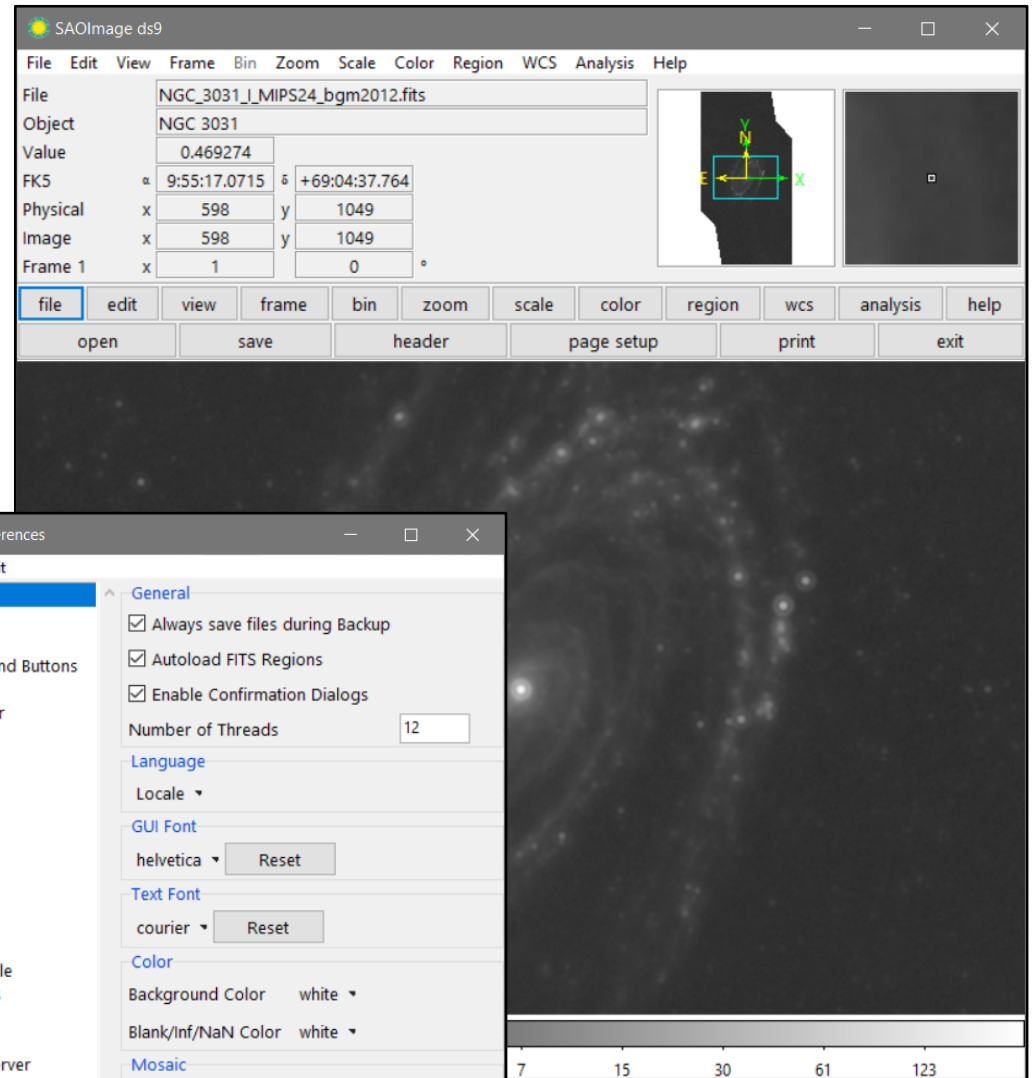 SAOImage ds9
File Edit View Frame Bin Zoom Scale Color Region WCS Analysis Help
File NGC_3031_I_MIPS24_bgm2012.fits
Object NGC 3031
Value 0.469274
FK5 α 9:55:17.0715 δ +69:04:37.764
Physical x 598 y 1049
Image x 598 y 1049
Frame 1 x 1 0 °
Y
N
E X
file edit view frame bin zoom scale color region wcs analysis help
open save header page setup print exit
erences
t
General
Always save files during Backup
Autoload FITS Regions
nd Buttons
Enable Confirmation Dialogs
r
Number of Threads 12
Language
Locale
GUI Font
helvetica Reset
Text Font
courier Reset
Color
le
Background Color white
Blank/Inf/NaN Color white
rver
Mosaic
7 15 30 61 123